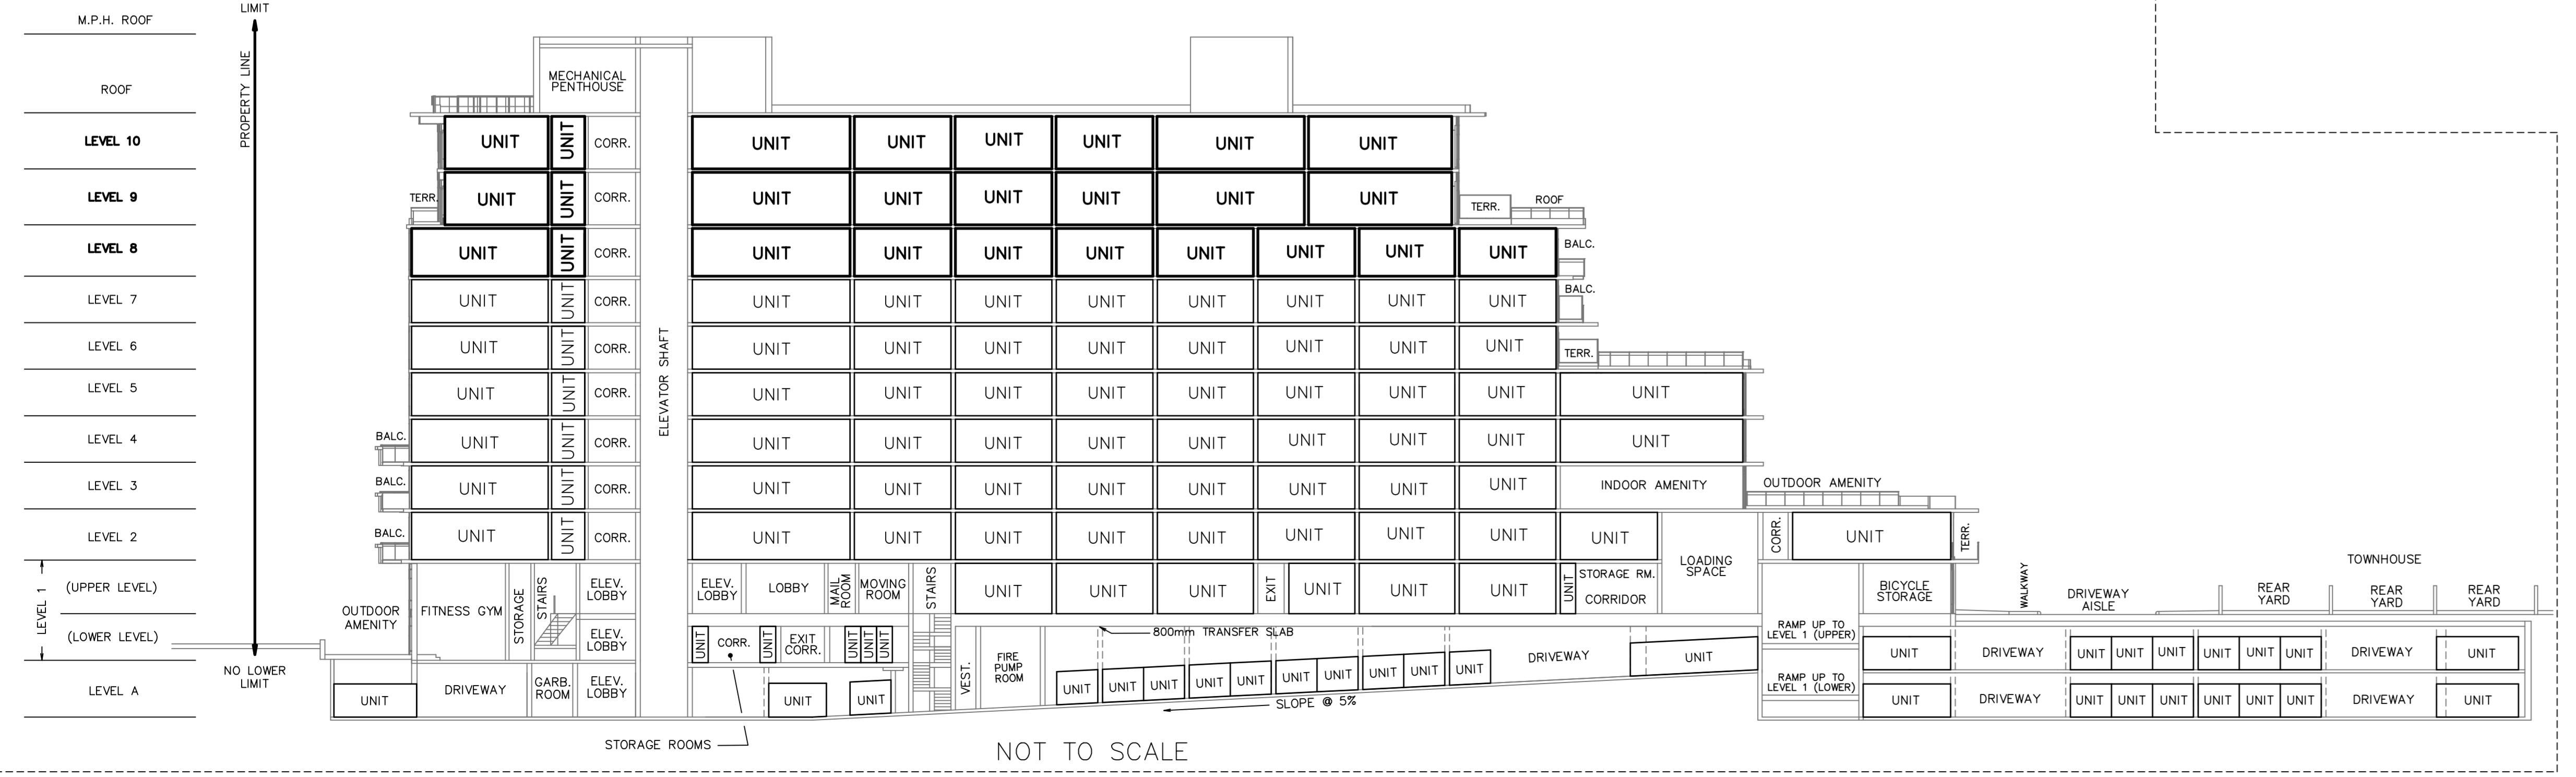 LIMIT
M.P.H. ROOF
PROPERTY LINE
MECHANICAL
PENTHOUSE
ROOF
LEVEL 10
UNIT UNIT CORR. UNIT UNIT UNIT UNIT UNIT UNIT
LEVEL 9
TERR. UNIT UNIT CORR. UNIT UNIT UNIT UNIT UNIT UNIT TERR. ROOF
LEVEL 8
UNIT UNIT CORR. UNIT UNIT UNIT UNIT UNIT UNIT UNIT UNIT BALC.
LEVEL 7
UNIT UNIT CORR. UNIT UNIT UNIT UNIT UNIT UNIT UNIT UNIT BALC.
LEVEL 6
UNIT UNIT CORR. UNIT UNIT UNIT UNIT UNIT UNIT UNIT UNIT TERR.
ELEVATOR SHAFT
LEVEL 5
UNIT UNIT CORR. UNIT UNIT UNIT UNIT UNIT UNIT UNIT UNIT UNIT
LEVEL 4
BALC. UNIT UNIT CORR. UNIT UNIT UNIT UNIT UNIT UNIT UNIT UNIT UNIT
LEVEL 3
BALC. UNIT UNIT CORR. UNIT UNIT UNIT UNIT UNIT UNIT UNIT UNIT INDOOR AMENITY OUTDOOR AMENITY
LEVEL 2
BALC. UNIT UNIT CORR. UNIT UNIT UNIT UNIT UNIT UNIT UNIT UNIT UNIT CORR. UNIT TERR.
LOADING
SPACE
TOWNHOUSE
LEVEL 1
(UPPER LEVEL)
(LOWER LEVEL)
OUTDOOR
AMENITY
FITNESS GYM
STORAGE
STAIRS
ELEV.
LOBBY
ELEV.
LOBBY
ELEV.
LOBBY
LOBBY
MAIL
ROOM
MOVING
ROOM
STAIRS
UNIT UNIT UNIT EXIT UNIT UNIT UNIT UNIT
STORAGE RM.
CORRIDOR
BICYCLE
STORAGE
WALKWAY
DRIVEWAY
AISLE
REAR
YARD
REAR
YARD
REAR
YARD
UNIT CORR. UNIT
EXIT
CORR.
UNIT UNIT UNIT
800mm TRANSFER SLAB
RAMP UP TO
LEVEL 1 (UPPER)
UNIT DRIVEWAY UNIT UNIT UNIT UNIT UNIT UNIT DRIVEWAY UNIT
NO LOWER
LIMIT
LEVEL A
UNIT DRIVEWAY
GARB.
ROOM
ELEV.
LOBBY
UNIT UNIT
VEST.
FIRE
PUMP
ROOM
UNIT UNIT UNIT UNIT UNIT UNIT UNIT UNIT UNIT UNIT DRIVEWAY UNIT
RAMP UP TO
LEVEL 1 (LOWER)
UNIT DRIVEWAY UNIT UNIT UNIT UNIT UNIT UNIT DRIVEWAY UNIT
SLOPE @ 5%
STORAGE ROOMS
NOT TO SCALE